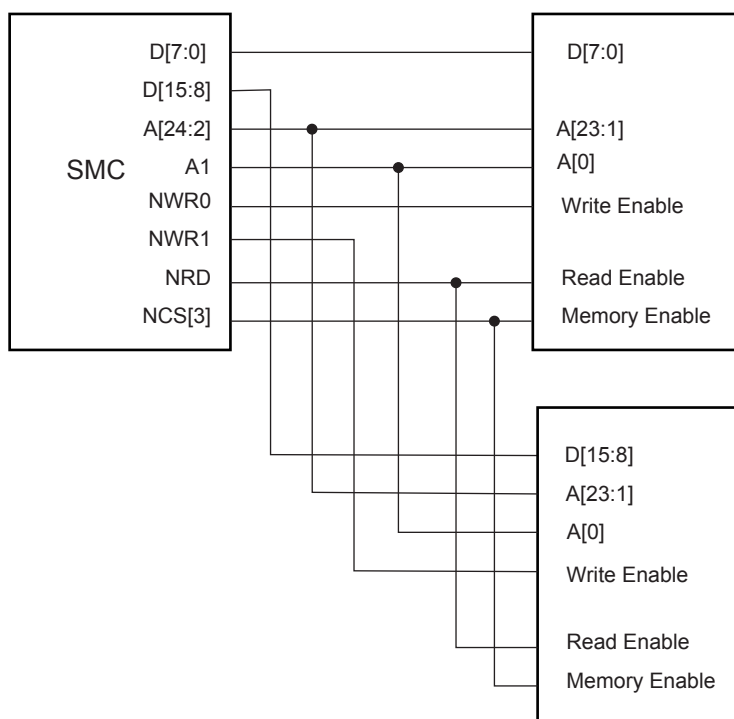 SMC
D[7:0]
D[15:8]
A[24:2]
A1
NWR0
NWR1
NRD
NCS[3]
D[7:0]
A[23:1]
A[0]
Write Enable
Read Enable
Memory Enable
D[15:8]
A[23:1]
A[0]
Write Enable
Read Enable
Memory Enable